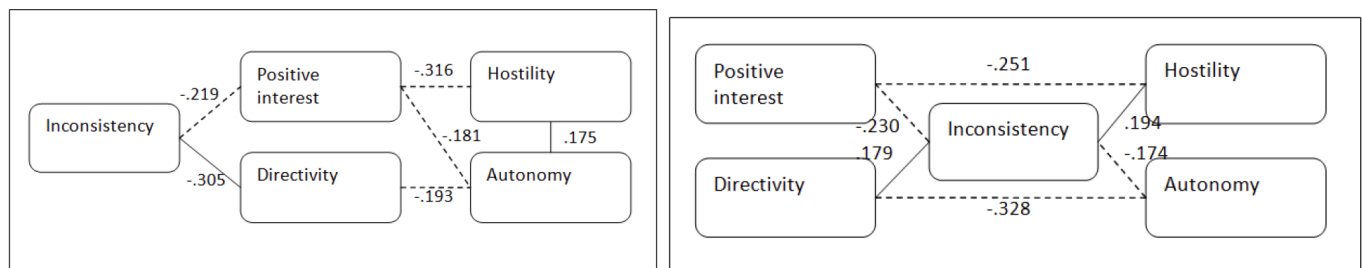 Inconsistency
-.219
-.305
Positive
interest
Directivity
-.316
-.181
-.193
Hostility
.175
Autonomy
Positive
interest
Directivity
-.251
-.230
.179
Inconsistency
-.328
.194
-.174
Hostility
Autonomy